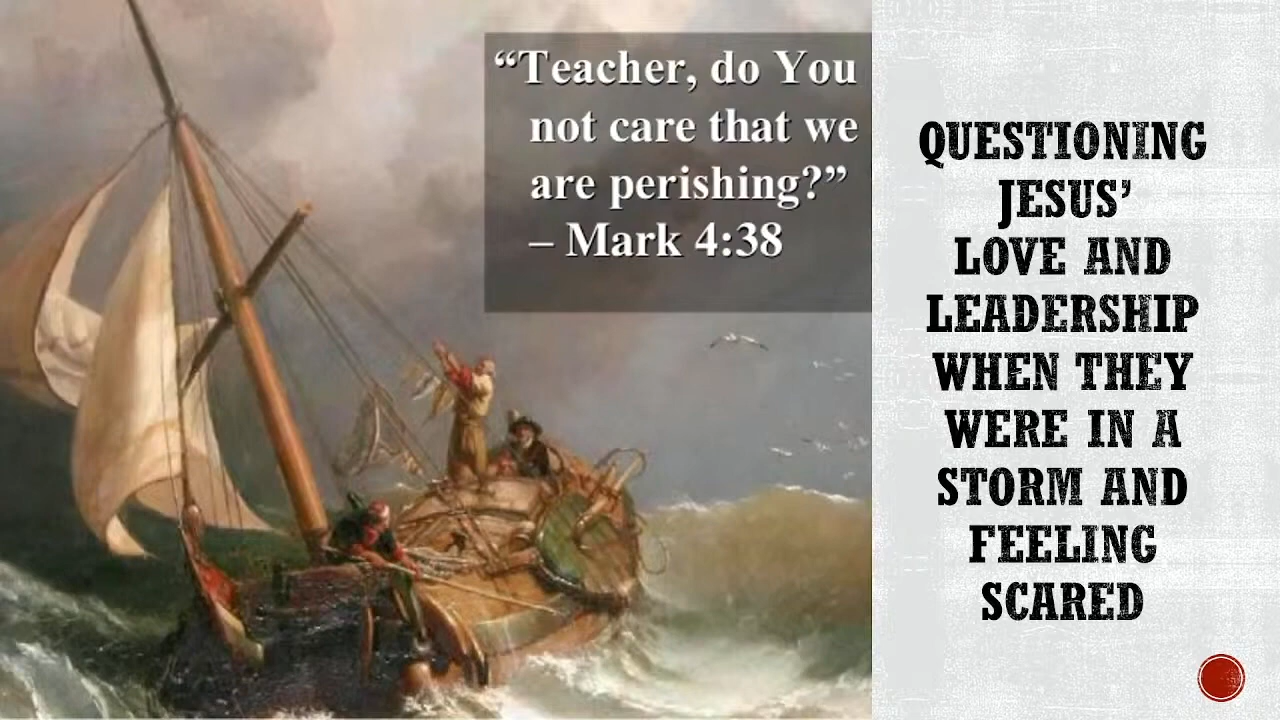 “Teacher, do You
not care that we
are perishing?”
– Mark 4:38
QUESTIONING
JESUS’
LOVE AND
LEADERSHIP
WHEN THEY
WERE IN A
STORM AND
FEELING
SCARED